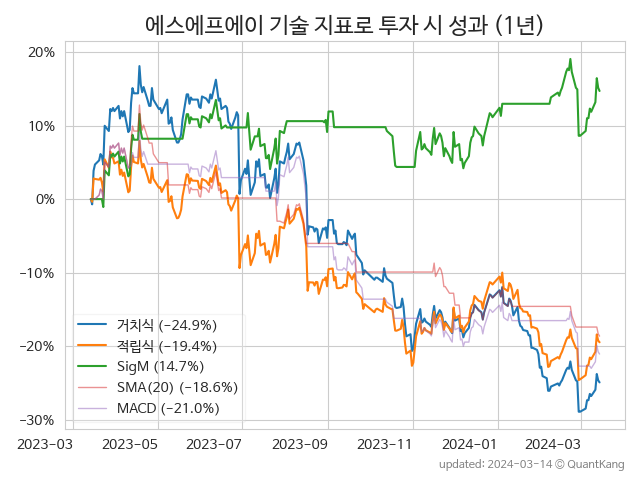 에스에프에이 기술 지표로 투자 시 성과 (1년)
20%
10%
0%
−10%
−20%
−30%
거치식 (−24.9%)
적립식 (−19.4%)
SigM (14.7%)
SMA(20) (−18.6%)
MACD (−21.0%)
2023-03 2023-05 2023-07 2023-09 2023-11 2024-01 2024-03
updated: 2024-03-14 © QuantKang